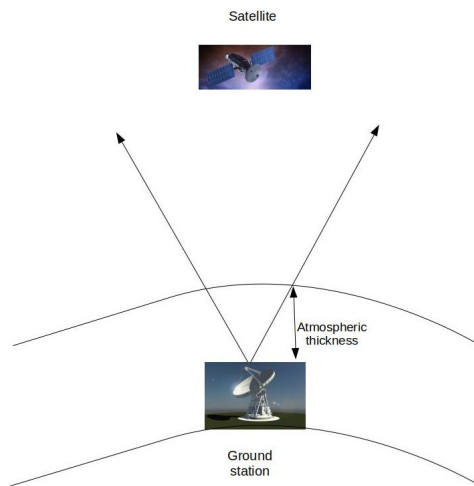 Satellite
Atmospheric
thickness
Ground
station